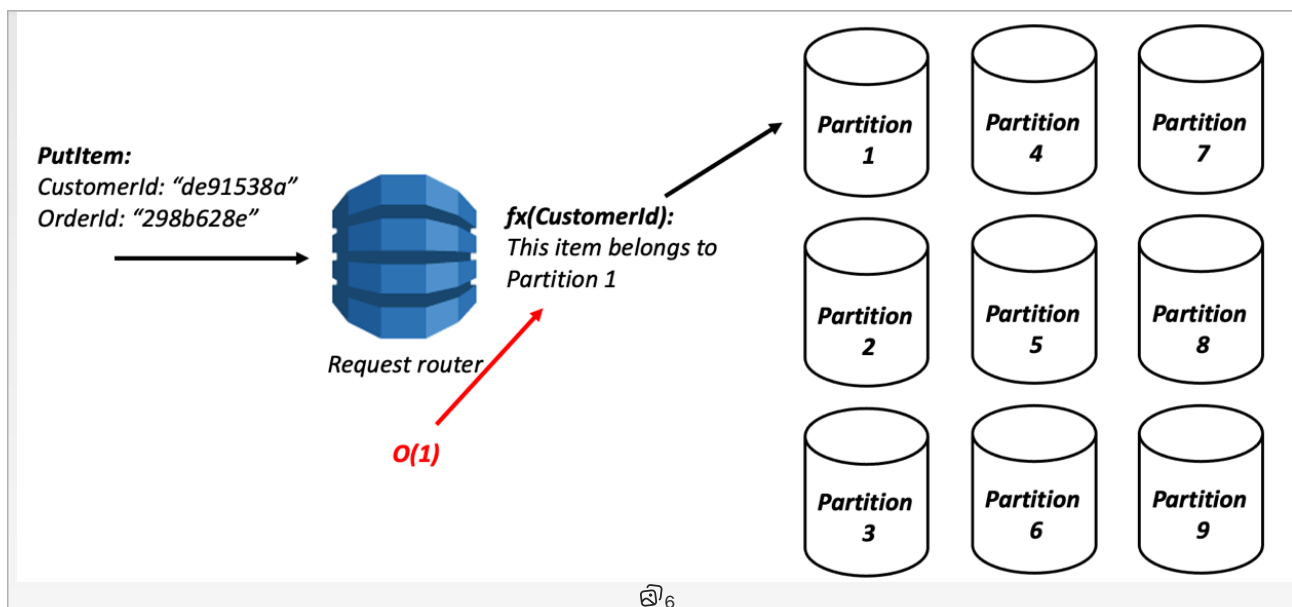 PutItem:
CustomerId: “de91538a”
OrderId: “298b628e”
Request router
O(1)
fx(CustomerId):
This item belongs to
Partition 1
Partition
1
Partition
4
Partition
7
Partition
2
Partition
5
Partition
8
Partition
3
Partition
6
Partition
9
6